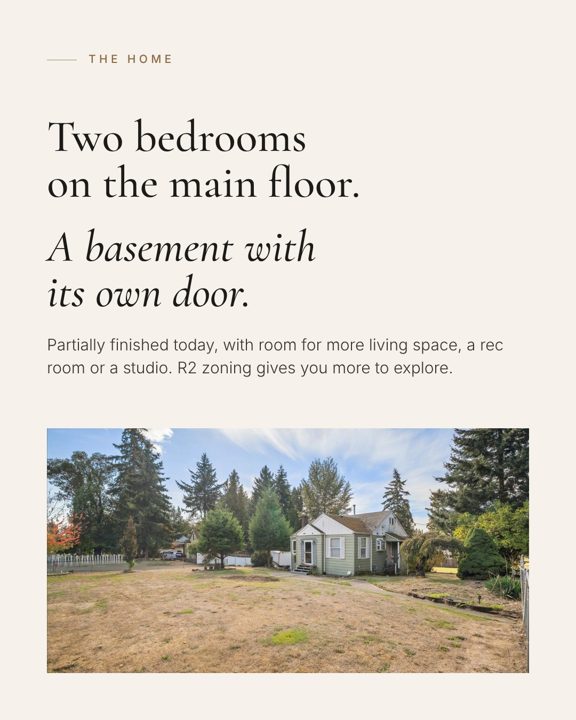 THE HOME
Two bedrooms
on the main floor.
A basement with
its own door.
Partially finished today, with room for more living space, a rec
room or a studio. R2 zoning gives you more to explore.